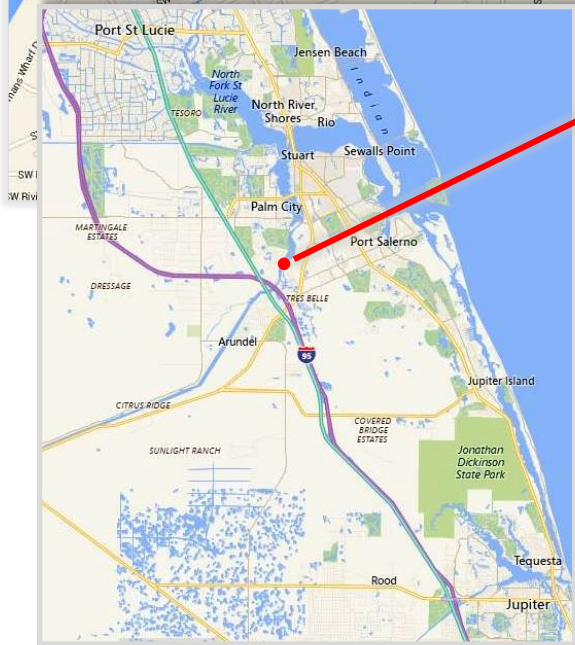 Port St Lucie
Jensen Beach
Indian
North
Fork St
Lucie
River
TESORO
North River
Shores
Rio
Stuart
Sewalls Point
Palm City
MARTINGALE
ESTATES
Port Salerno
DRESSAGE
TRES BELLE
Arundel
95
Jupiter Island
CITRUS RIDGE
COVERED
BRIDGE
ESTATES
SUNLIGHT RANCH
Jonathan
Dickinson
State Park
Tequesta
Rood
Jupiter